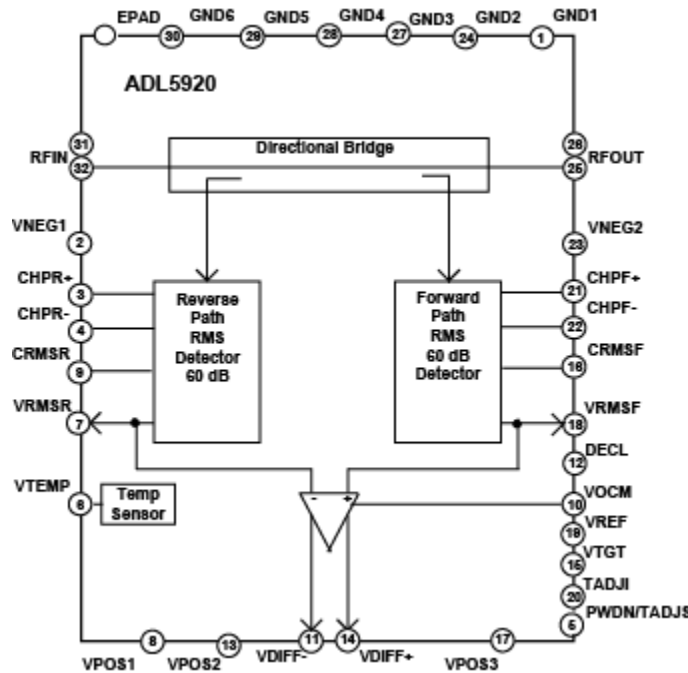 EPAD GND6 GND5 GND4 GND3 GND2 GND1
30 29 28 27 24 1
ADL5920
31 26
Directional Bridge
RFIN RFOUT
32 25
VNEG1 VNEG2
2 23
CHPR+ CHPF+
3 21
CHPR- CHPF-
4 22
CRMSR CRMSF
9 16
Reverse
Path
RMS
Detector
60 dB
Forward
Path
RMS
60 dB
Detector
VRMSR VRMSF
7 18
DECL
12
VTEMP VOCM
6 10
Temp
Sensor
- +
VREF
19
VTGT
15
TADJI
20
PWDN/TADJS
5
8 13 11 14 17
VPOS1 VPOS2 VDIFF- VDIFF+ VPOS3